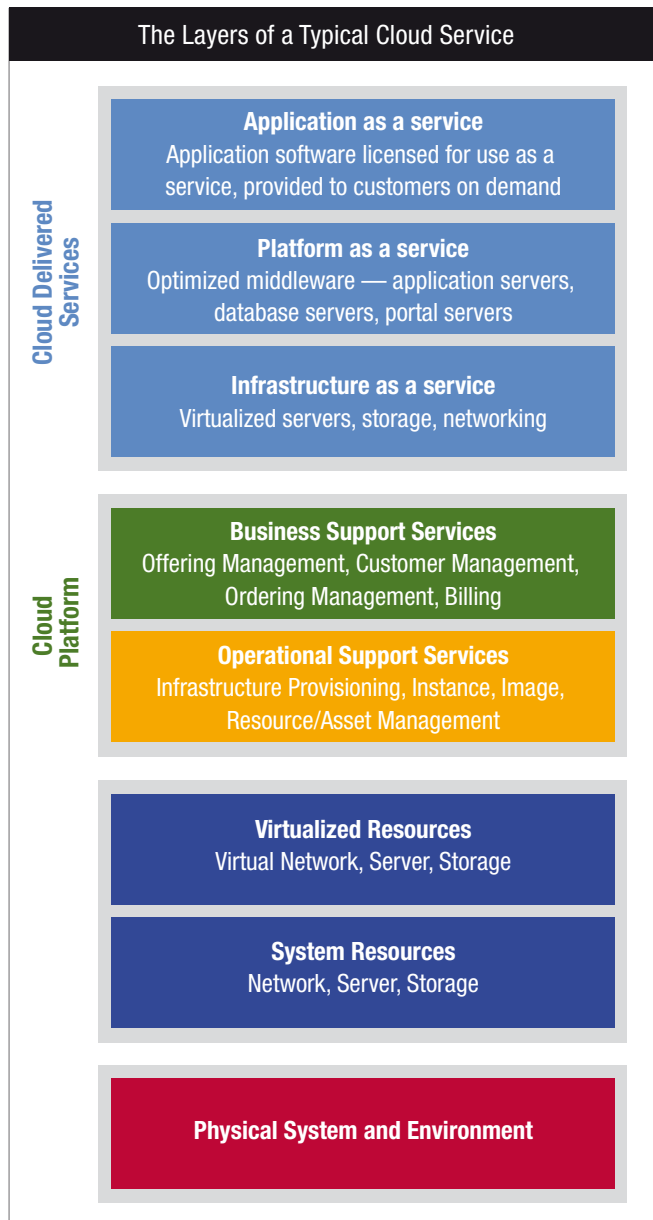 The Layers of a Typical Cloud Service
Cloud Delivered
Services
Application as a service
Application software licensed for use as a
service, provided to customers on demand
Platform as a service
Optimized middleware — application servers,
database servers, portal servers
Infrastructure as a service
Virtualized servers, storage, networking
Cloud
Platform
Business Support Services
Offering Management, Customer Management,
Ordering Management, Billing
Operational Support Services
Infrastructure Provisioning, Instance, Image,
Resource/Asset Management
Virtualized Resources
Virtual Network, Server, Storage
System Resources
Network, Server, Storage
Physical System and Environment